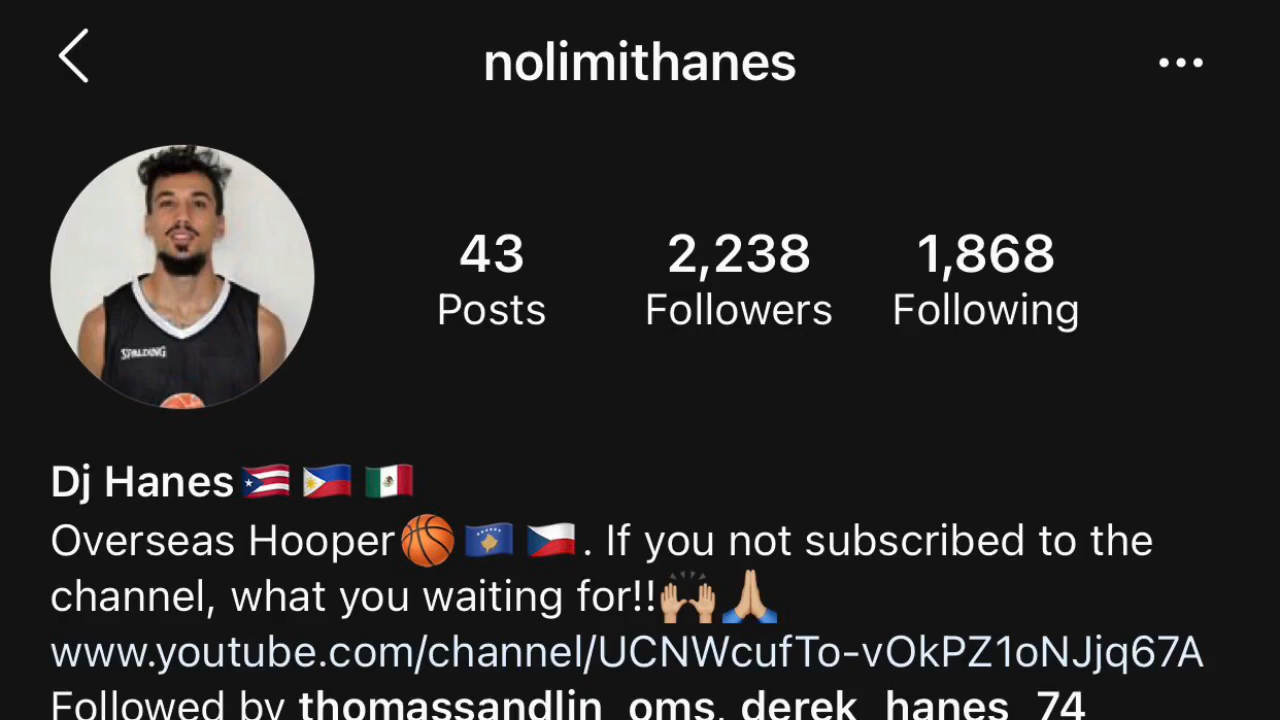 nolimithanes
43 2,238 1,868
Posts Followers Following
SPALDING
Dj Hanes🇵🇷🇵🇭🇲🇽
Overseas Hooper🏀🇽🇰🇨🇿. If you not subscribed to the
channel, what you waiting for!!🙌🏼🙏🏼
www.youtube.com/channel/UCNWcufTo-vOkPZ1oNJjq67A
Followed by thomassandlin_oms, derek_hanes_74